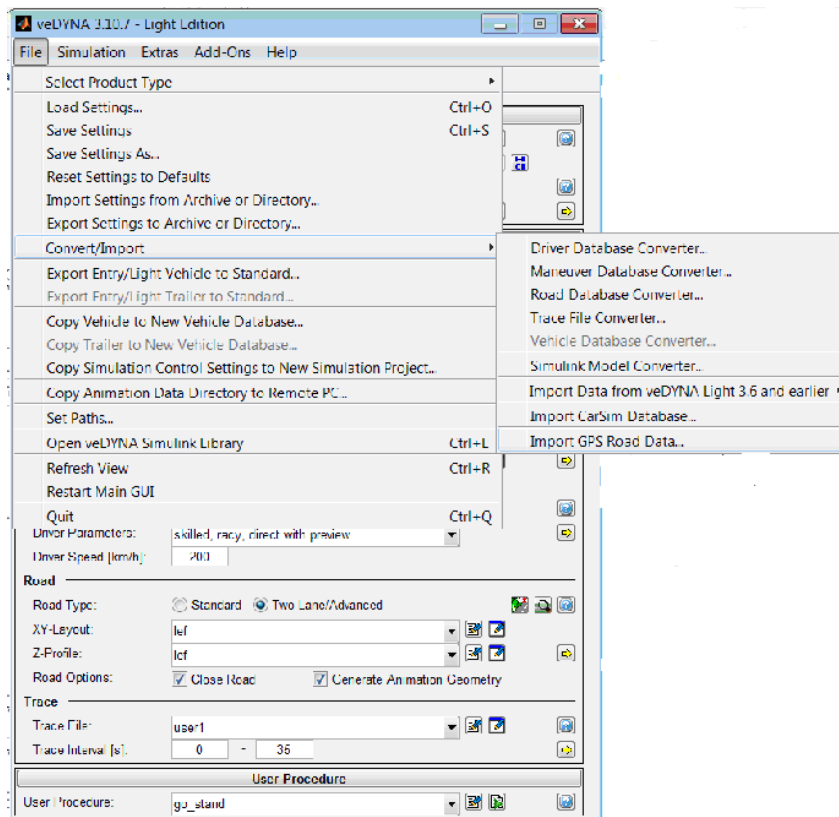 veDYNA 3.10.7 - Light Edition
File Simulation Extras Add-Ons Help
Select Product Type
Load Settings... Ctrl+O
Save Settings Ctrl+S
Save Settings As...
Reset Settings to Defaults
Import Settings from Archive or Directory...
Export Settings to Archive or Directory...
Convert/Import
Driver Database Converter...
Export Entry/Light Vehicle to Standard...
Maneuver Database Converter...
Export Entry/Light Trailer to Standard...
Road Database Converter...
Copy Vehicle to New Vehicle Database...
Trace File Converter...
Copy Trailer to New Vehicle Database...
Vehicle Database Converter...
Copy Simulation Control Settings to New Simulation Project...
Simulink Model Converter...
Copy Animation Data Directory to Remote PC...
Import Data from veDYNA Light 3.6 and earlier
Set Paths...
Import CarSim Database...
Open veDYNA Simulink Library Ctrl+L
Import GPS Road Data...
Refresh View Ctrl+R
Restart Main GUI
Quit Ctrl+Q
Driver Parameters: skilled, racy, direct with preview
Driver Speed [km/h]: 200
Road
Road Type: Standard Two Lane/Advanced
XY-Layout:
Z-Profile:
Road Options: Close Road Generate Animation Geometry
Trace
Trace File: user1
Trace Interval [s]: 0 - 35
User Procedure
User Procedure: go_stand